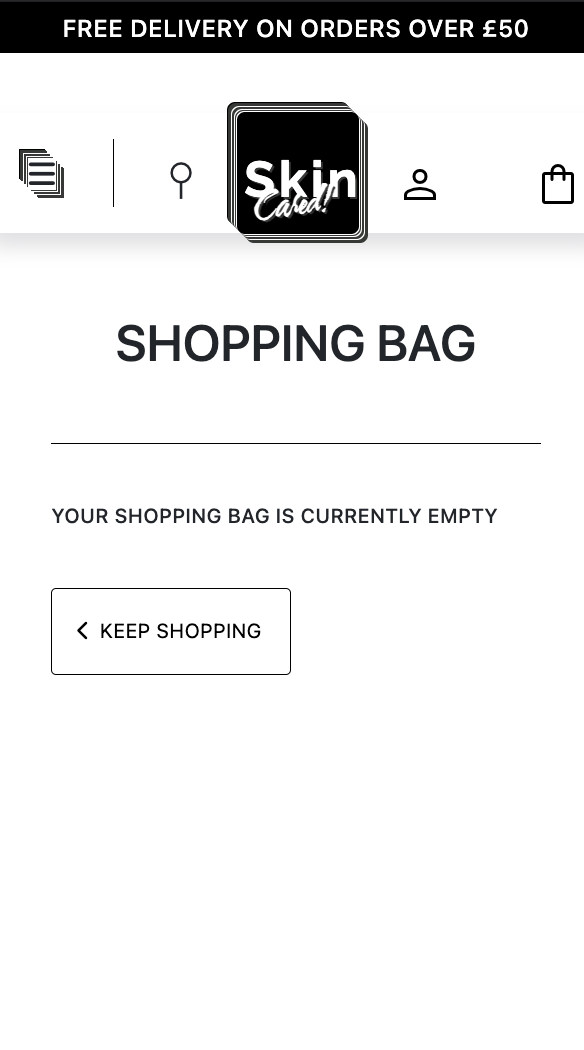 FREE DELIVERY ON ORDERS OVER £50
Skin
Cared!
SHOPPING BAG
YOUR SHOPPING BAG IS CURRENTLY EMPTY
KEEP SHOPPING